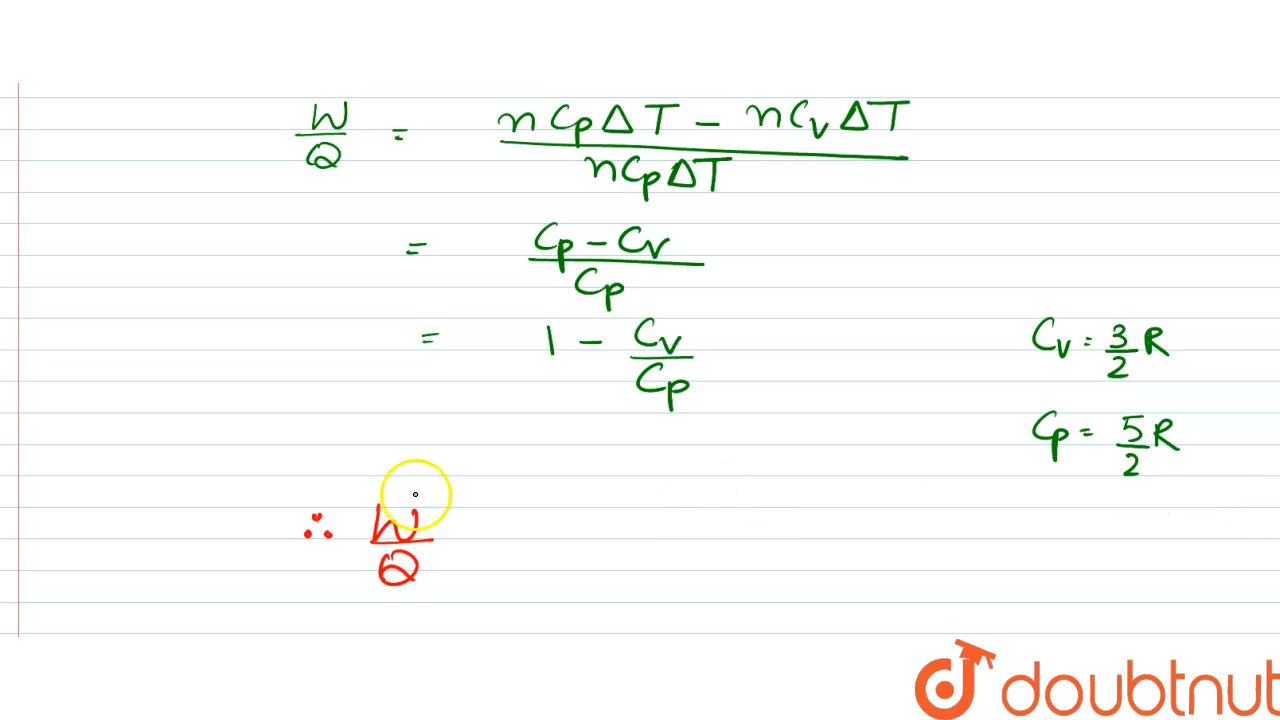 W/Q = (nCpΔT − nCvΔT)/(nCpΔT)
= (Cp − Cv)/Cp
= 1 − Cv/Cp
Cv = 3/2 R
Cp = 5/2 R
∴ W/Q
doubtnut